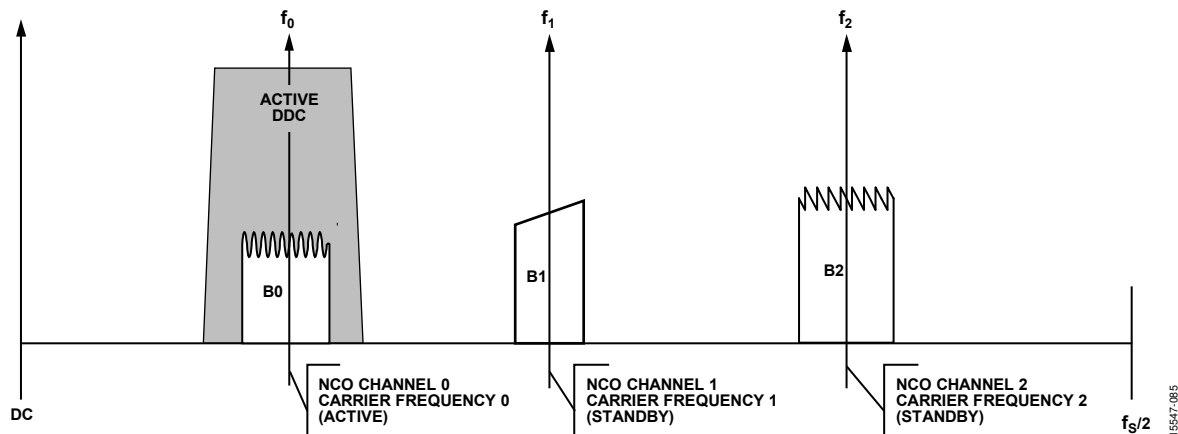 f0
f1
f2
ACTIVE
DDC
B0
B1
B2
NCO CHANNEL 0
CARRIER FREQUENCY 0
(ACTIVE)
NCO CHANNEL 1
CARRIER FREQUENCY 1
(STANDBY)
NCO CHANNEL 2
CARRIER FREQUENCY 2
(STANDBY)
DC
fS/2
15547-085